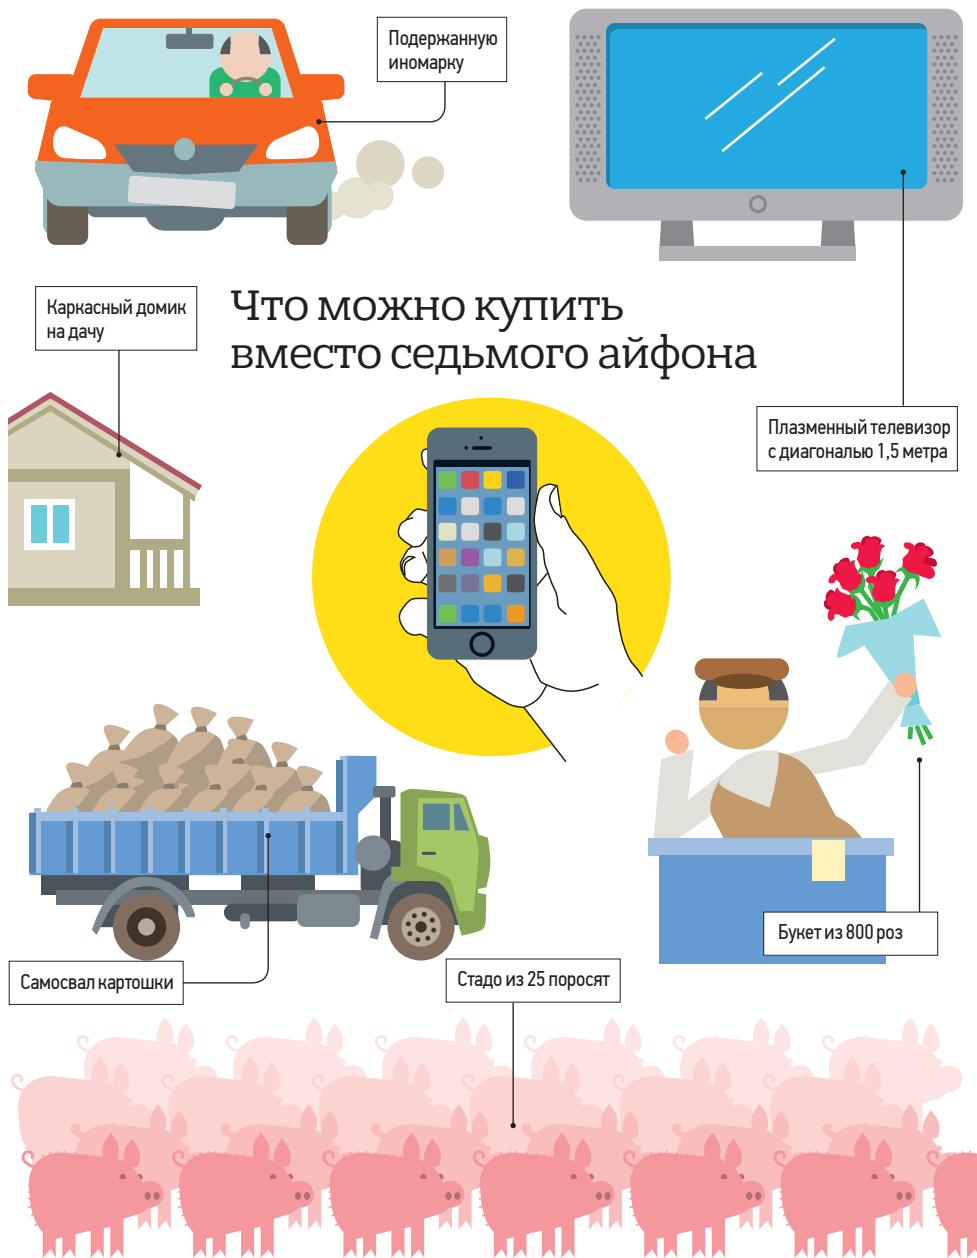 Подержанную
иномарку
Каркасный домик
на дачу
Что можно купить
вместо седьмого айфона
Плазменный телевизор
с диагональю 1,5 метра
Букет из 800 роз
Самосвал картошки
Стадо из 25 поросят